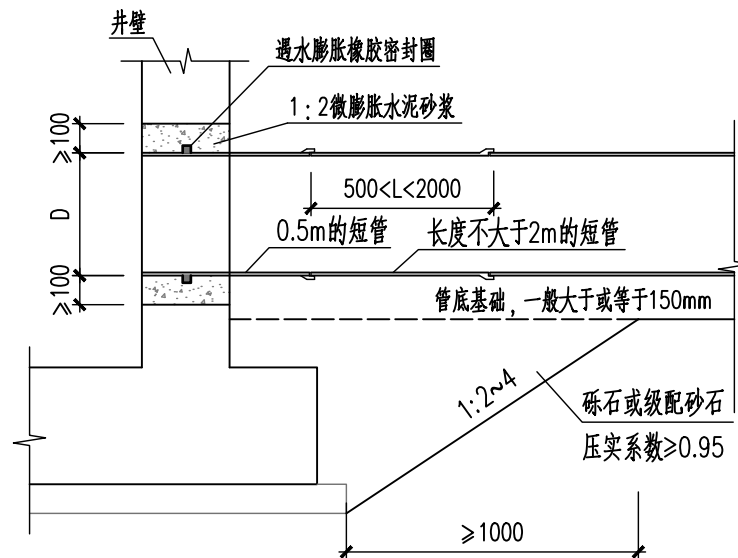 井壁
遇水膨胀橡胶密封圈
1：2微膨胀水泥砂浆
≥100
500<L<2000
D
0.5m的短管
长度不大于2m的短管
≥100
管底基础，一般大于或等于150mm
1:2~4
砾石或级配砂石
压实系数≥0.95
≥1000